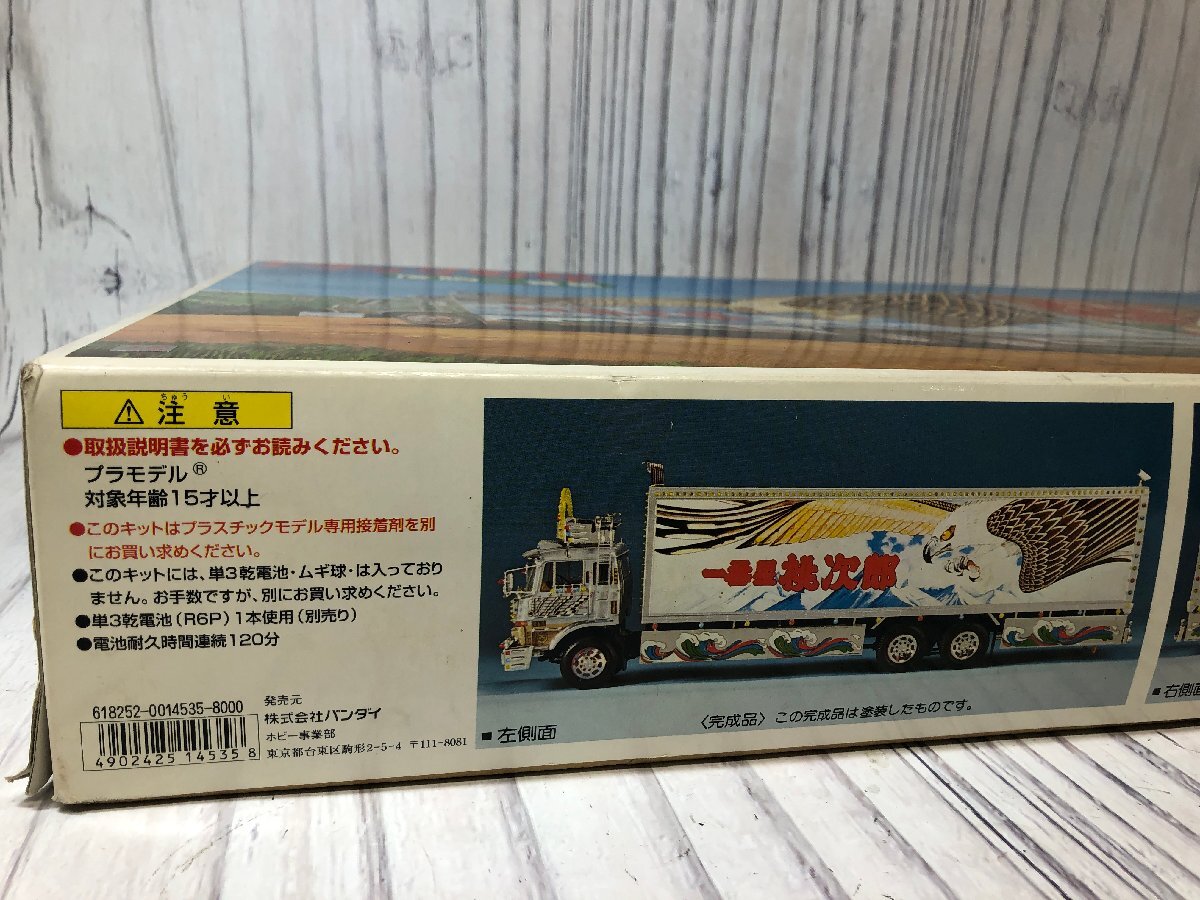 ちゅう い
⚠ 注 意
●取扱説明書を必ずお読みください。
プラモデル®
対象年齢15才以上
●このキットはプラスチックモデル専用接着剤を別
にお買い求めください。
●このキットには、単3乾電池・ムギ球・は入っており
ません。お手数ですが、別にお買い求めください。
●単3乾電池(R6P)1本使用(別売り)
●電池耐久時間連続120分
618252-0014535-8000
4902425 145358
発売元
株式会社バンダイ
ホビー事業部
東京都台東区駒形2-5-4 〒111-8081
一番星 桃次郎
■左側面
〈完成品〉この完成品は塗装したものです。
■右側面